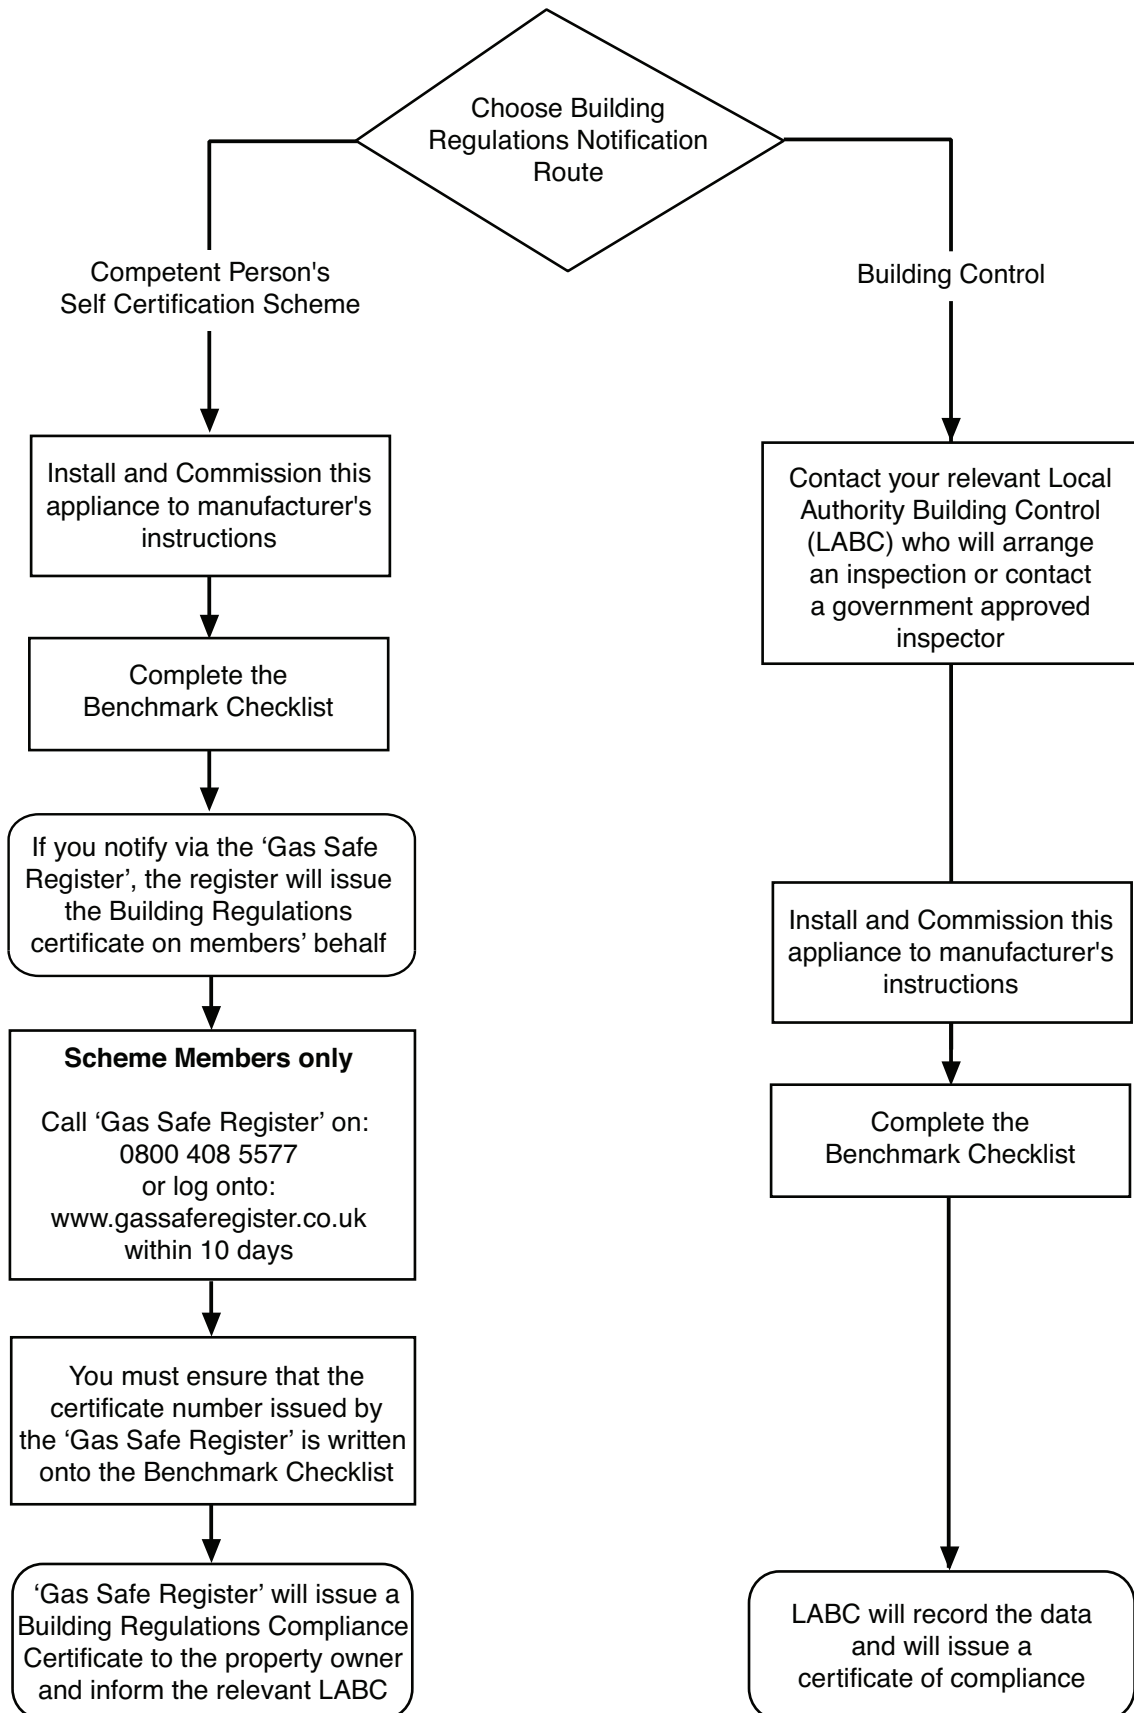 Choose Building
Regulations Notification
Route
Competent Person's
Self Certification Scheme
Install and Commission this
appliance to manufacturer's
instructions
Complete the
Benchmark Checklist
If you notify via the ‘Gas Safe
Register’, the register will issue
the Building Regulations
certificate on members’ behalf
Scheme Members only
Call ‘Gas Safe Register’ on:
0800 408 5577
or log onto:
www.gassaferegister.co.uk
within 10 days
You must ensure that the
certificate number issued by
the ‘Gas Safe Register’ is written
onto the Benchmark Checklist
‘Gas Safe Register’ will issue a
Building Regulations Compliance
Certificate to the property owner
and inform the relevant LABC
Building Control
Contact your relevant Local
Authority Building Control
(LABC) who will arrange
an inspection or contact
a government approved
inspector
Install and Commission this
appliance to manufacturer's
instructions
Complete the
Benchmark Checklist
LABC will record the data
and will issue a
certificate of compliance